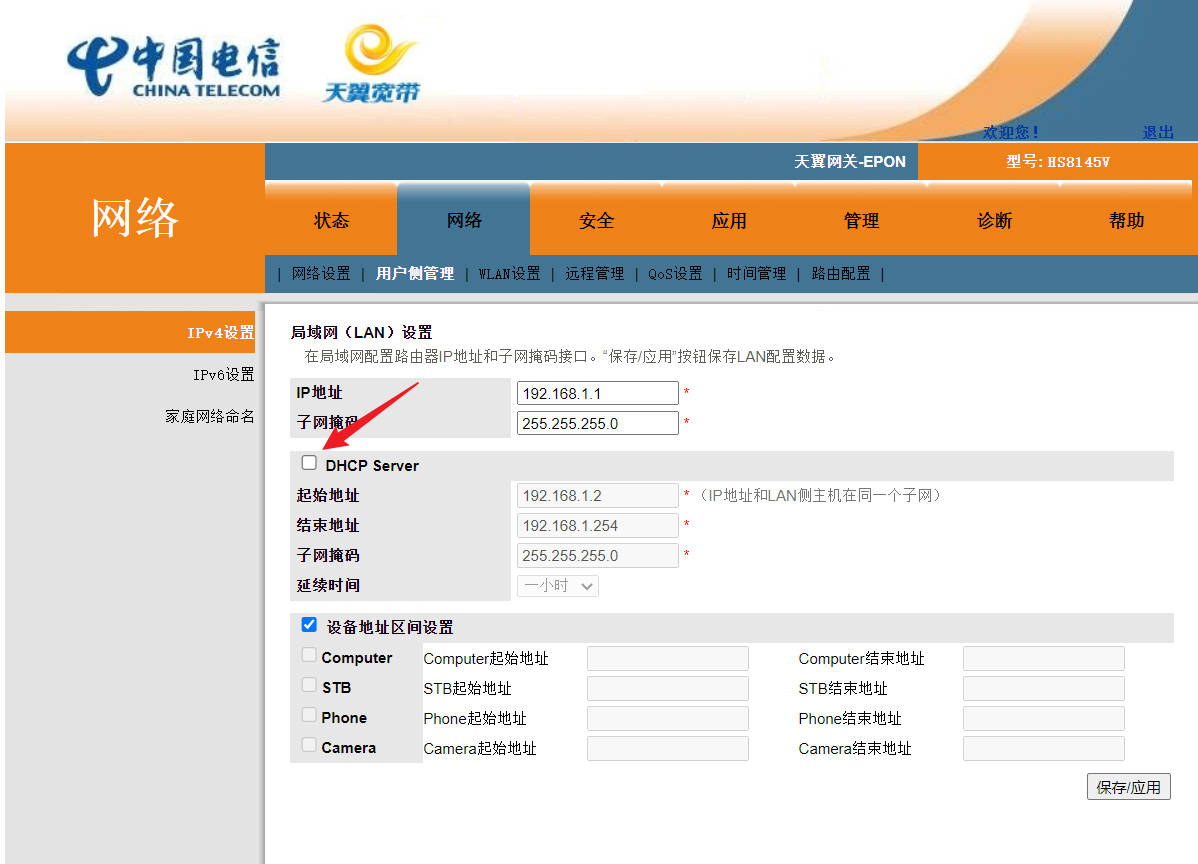 中国电信
CHINA TELECOM
天翼宽带
欢迎您! 退出
天翼网关-EPON 型号:HS8145V
网络
状态 网络 安全 应用 管理 诊断 帮助
| 网络设置 | 用户侧管理 | WLAN设置 | 远程管理 | QoS设置 | 时间管理 | 路由配置 |
IPv4设置
IPv6设置
家庭网络命名
局域网（LAN）设置
在局域网配置路由器IP地址和子网掩码接口。“保存/应用”按钮保存LAN配置数据。
IP地址 192.168.1.1 *
子网掩码 255.255.255.0 *
DHCP Server
起始地址 192.168.1.2 *（IP地址和LAN侧主机在同一个子网）
结束地址 192.168.1.254 *
子网掩码 255.255.255.0 *
延续时间 一小时
设备地址区间设置
Computer Computer起始地址 Computer结束地址
STB STB起始地址 STB结束地址
Phone Phone起始地址 Phone结束地址
Camera Camera起始地址 Camera结束地址
保存/应用